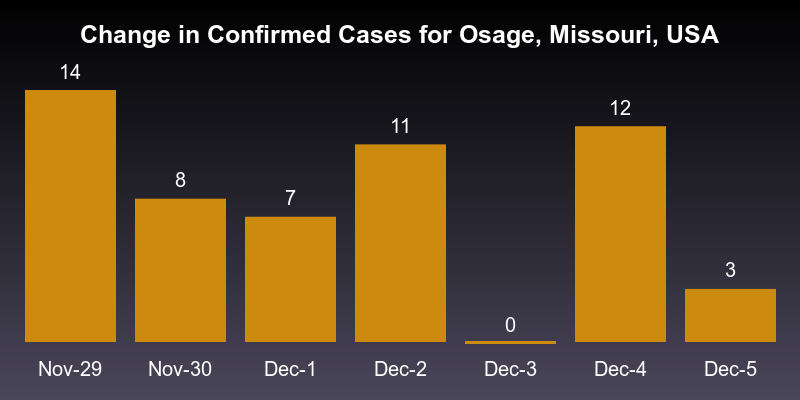 Change in Confirmed Cases for Osage, Missouri, USA
14
8
7
11
0
12
3
Nov-29
Nov-30
Dec-1
Dec-2
Dec-3
Dec-4
Dec-5